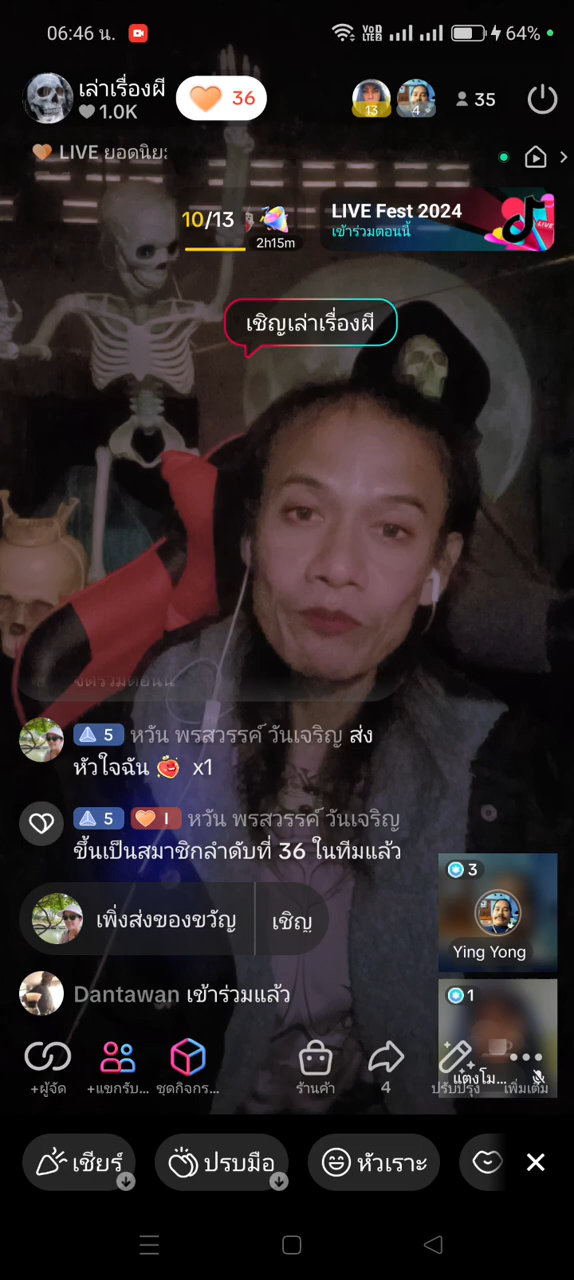 06:46 น.
VoD LTE2
64%
เล่าเรื่องผี
1.0K
36
13
4
35
LIVE ยอดนิย
10/13
2h15m
LIVE Fest 2024
เข้าร่วมตอนนี้
LIVE
เชิญเล่าเรื่องผี
5 หวัน พรสวรรค์ วันเจริญ ส่ง
หัวใจฉัน x1
5 I หวัน พรสวรรค์ วันเจริญ
ขึ้นเป็นสมาชิกลำดับที่ 36 ในทีมแล้ว
เพิ่งส่งของขวัญ
เชิญ
3
Ying Yong
Dantawan เข้าร่วมแล้ว
1
แตงโม...
+ผู้จัด
+แขกรับ...
ชุดกิจกร...
ร้านค้า
4
ปรับปรุง
เพิ่มเติม
เชียร์
ปรบมือ
หัวเราะ